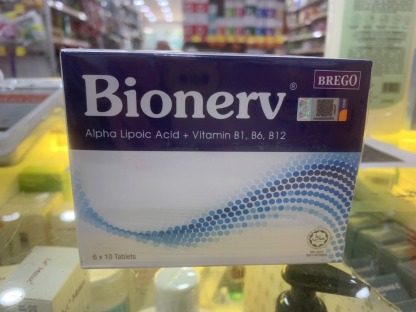 BREGO
Bionerv®
Alpha Lipoic Acid + Vitamin B1, B6, B12
6 x 10 Tablets